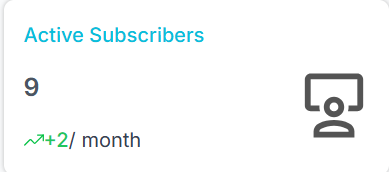 Active Subscribers
9
+2/ month